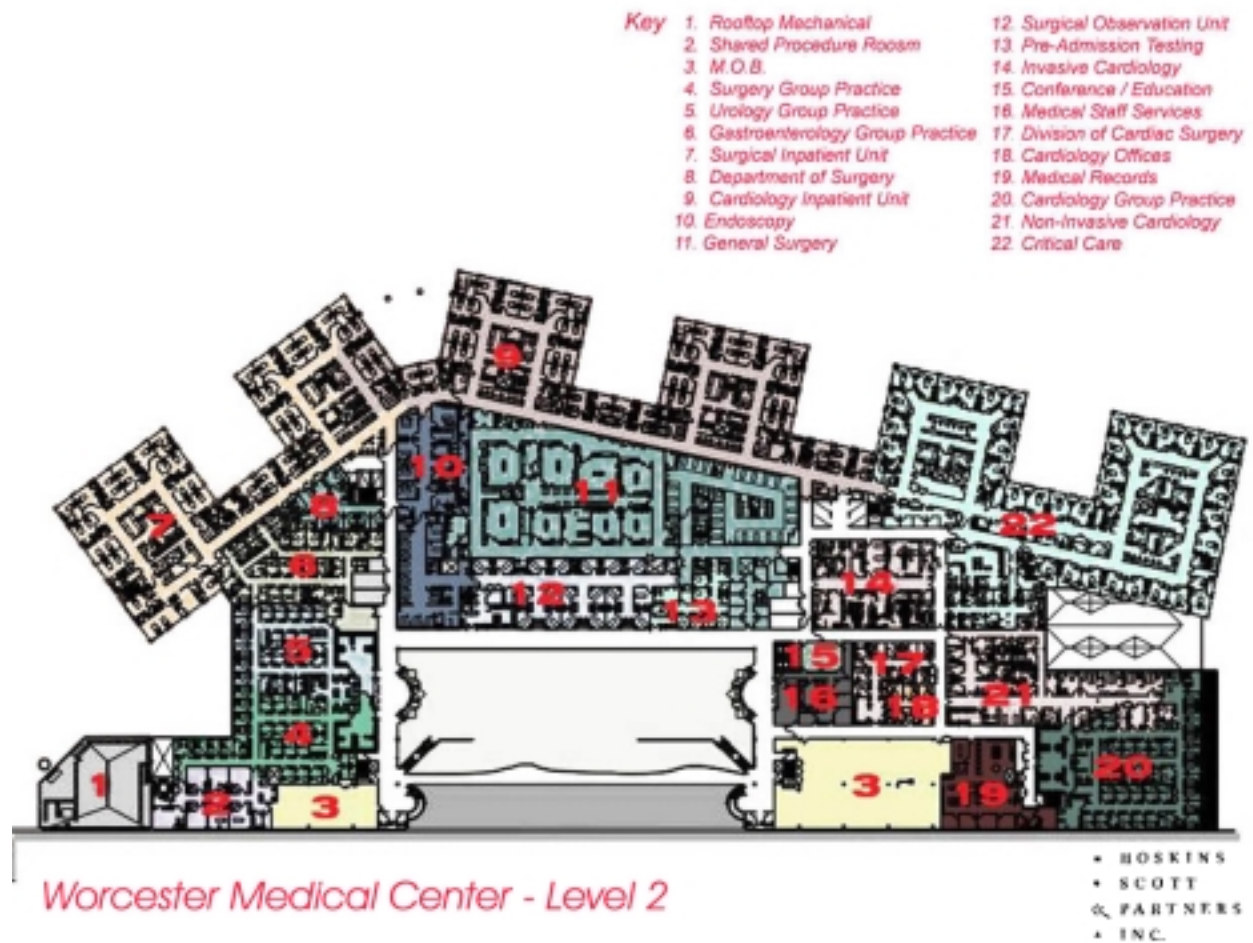 Key
1. Rooftop Mechanical
2. Shared Procedure Roosm
3. M.O.B.
4. Surgery Group Practice
5. Urology Group Practice
6. Gastroenterology Group Practice
7. Surgical Inpatient Unit
8. Department of Surgery
9. Cardiology Inpatient Unit
10. Endoscopy
11. General Surgery
12. Surgical Observation Unit
13. Pre-Admission Testing
14. Invasive Cardiology
15. Conference / Education
16. Medical Staff Services
17. Division of Cardiac Surgery
18. Cardiology Offices
19. Medical Records
20. Cardiology Group Practice
21. Non-Invasive Cardiology
22. Critical Care
9
10
11
7
22
12
13
14
5
15
17
16
18
21
4
1
2
3
3
19
20
Worcester Medical Center - Level 2
HOSKINS
SCOTT
PARTNERS
INC.